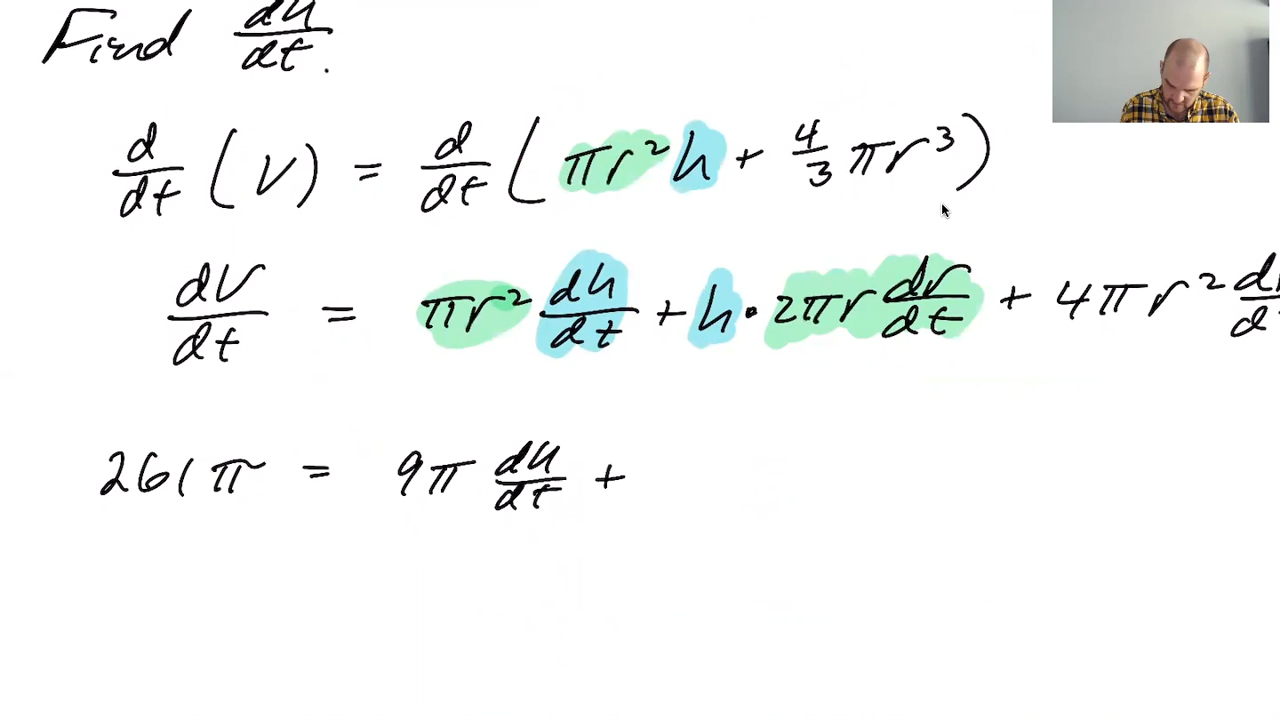 Find dh/dt.
d/dt (V) = d/dt (πr²h + 4/3 πr³)
dV/dt = πr² dh/dt + h · 2πr dr/dt + 4πr²
261π = 9π dh/dt +